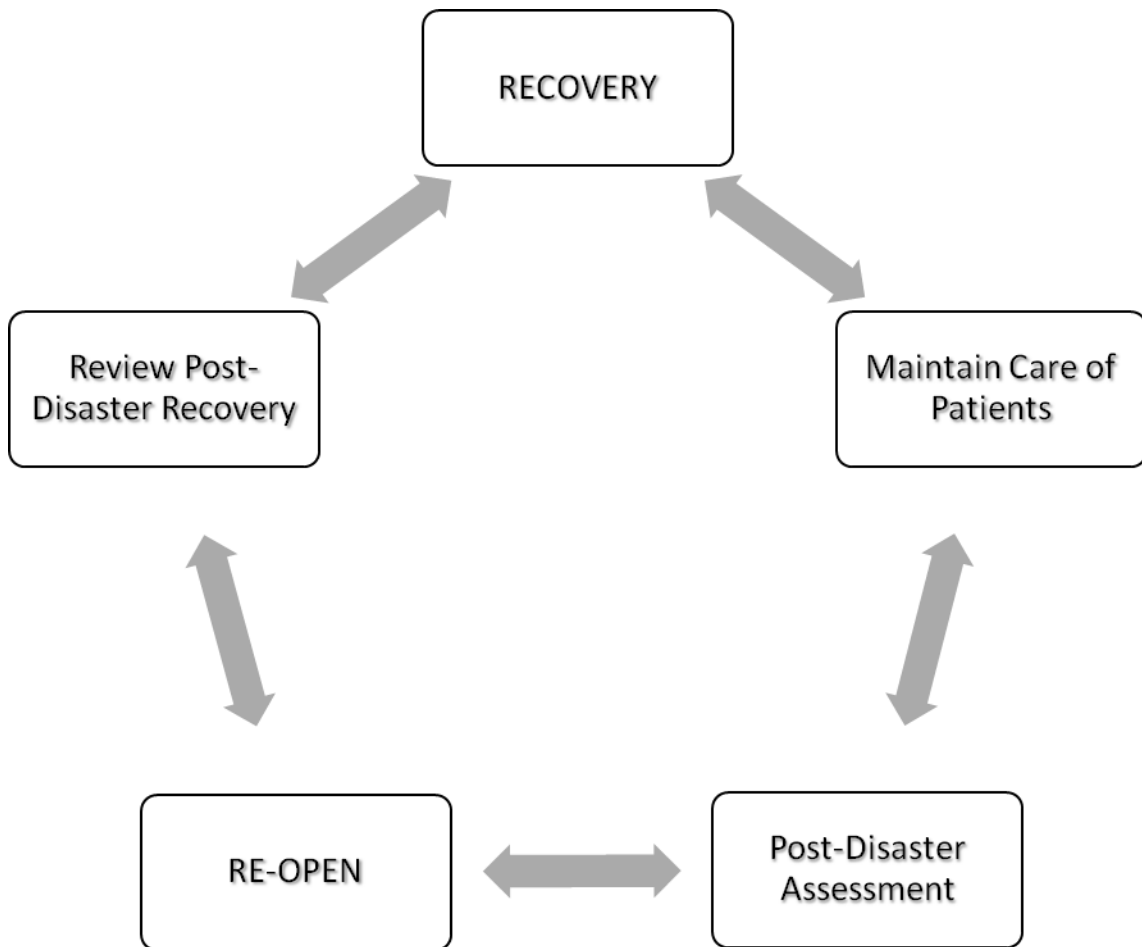 RECOVERY
Review Post-
Disaster Recovery
Maintain Care of
Patients
RE-OPEN
Post-Disaster
Assessment